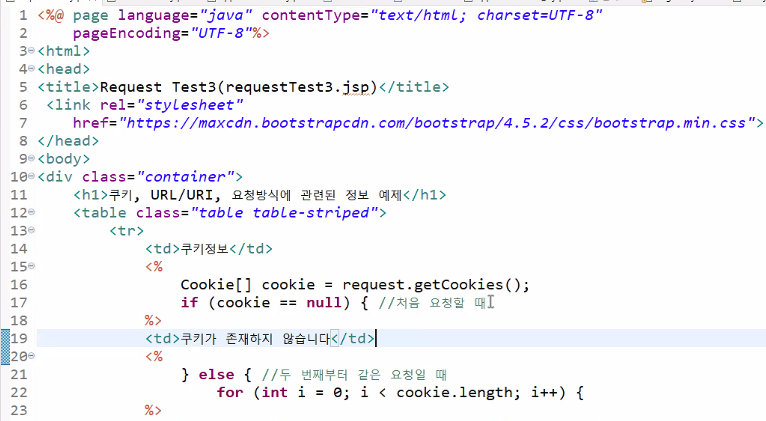 1 <%@ page language="java" contentType="text/html; charset=UTF-8"
2 pageEncoding="UTF-8"%>
3 <html>
4 <head>
5 <title>Request Test3(requestTest3.jsp)</title>
6 <link rel="stylesheet"
7 href="https://maxcdn.bootstrapcdn.com/bootstrap/4.5.2/css/bootstrap.min.css">
8 </head>
9 <body>
10 <div class="container">
11 <h1>쿠키, URL/URI, 요청방식에 관련된 정보 예제</h1>
12 <table class="table table-striped">
13 <tr>
14 <td>쿠키정보</td>
15 <%
16 Cookie[] cookie = request.getCookies();
17 if (cookie == null) { //처음 요청할 때
18 %>
19 <td>쿠키가 존재하지 않습니다</td>
20 <%
21 } else { //두 번째부터 같은 요청일 때
22 for (int i = 0; i < cookie.length; i++) {
23 %>